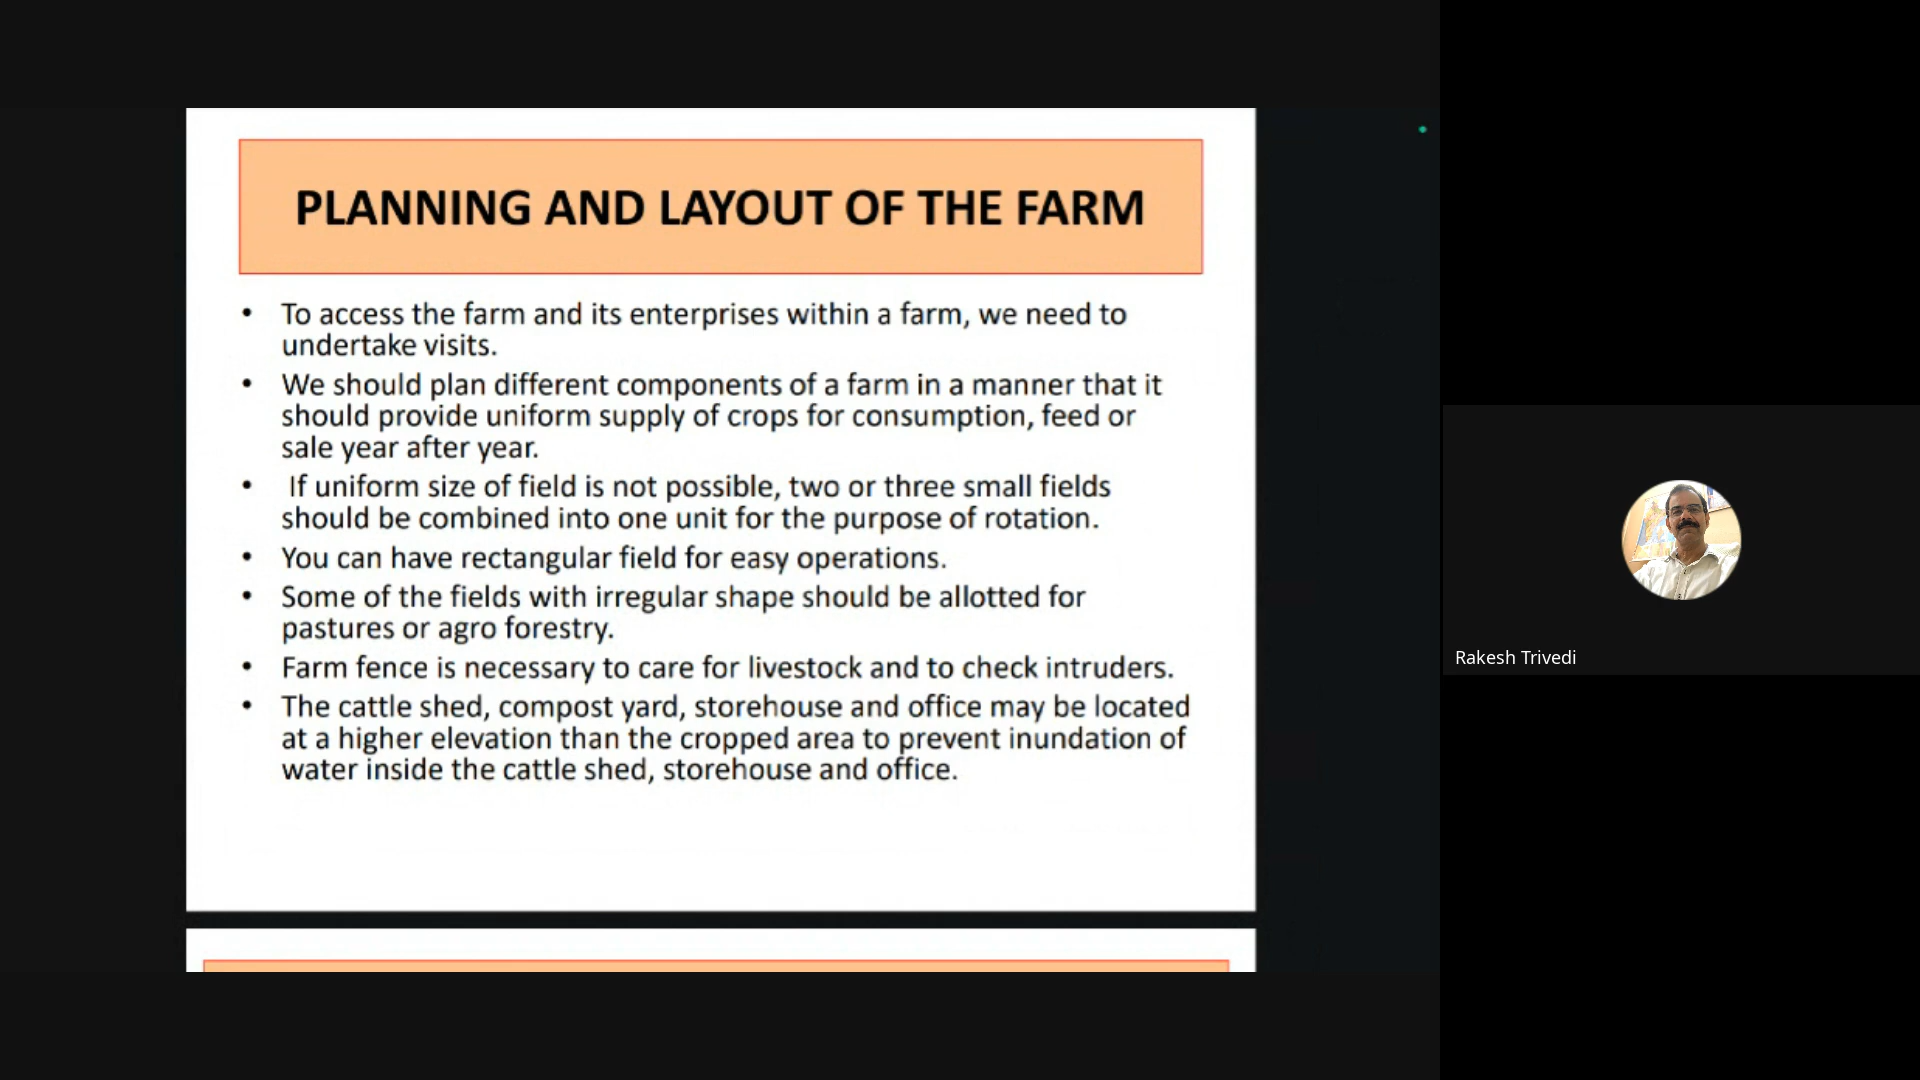 PLANNING AND LAYOUT OF THE FARM
• To access the farm and its enterprises within a farm, we need to
undertake visits.
• We should plan different components of a farm in a manner that it
should provide uniform supply of crops for consumption, feed or
sale year after year.
• If uniform size of field is not possible, two or three small fields
should be combined into one unit for the purpose of rotation.
• You can have rectangular field for easy operations.
• Some of the fields with irregular shape should be allotted for
pastures or agro forestry.
• Farm fence is necessary to care for livestock and to check intruders.
• The cattle shed, compost yard, storehouse and office may be located
at a higher elevation than the cropped area to prevent inundation of
water inside the cattle shed, storehouse and office.
Rakesh Trivedi